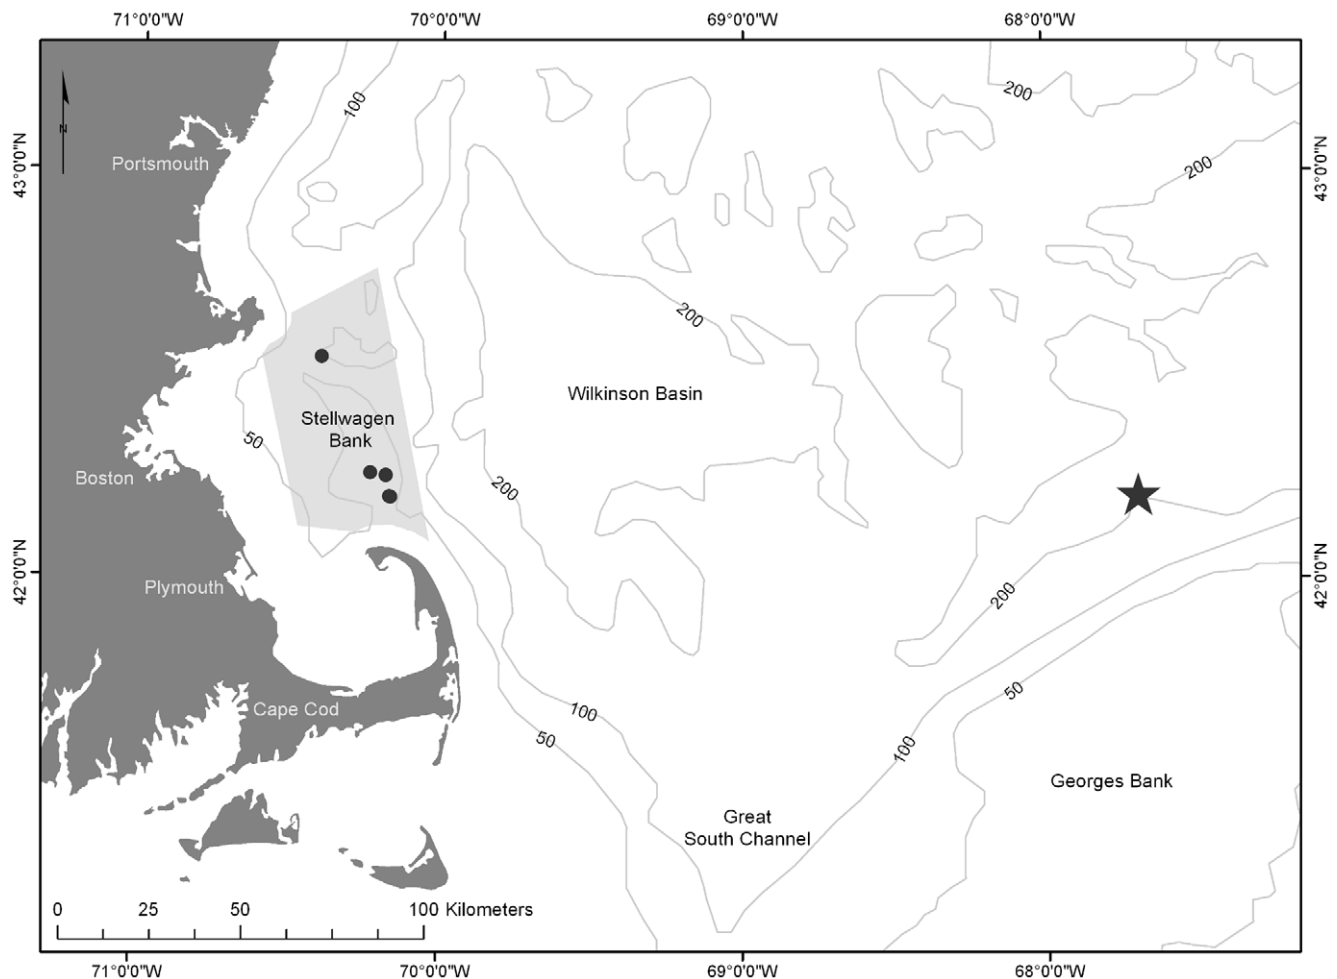 71°0'0"W 70°0'0"W 69°0'0"W 68°0'0"W
N
100
200
43°0'0"N
Portsmouth
200
43°0'0"N
200
Wilkinson Basin
Stellwagen
Bank
50
Boston
200
42°0'0"N
Plymouth
200
42°0'0"N
50
Cape Cod
100
50
100
Georges Bank
Great
South Channel
0 25 50 100 Kilometers
71°0'0"W 70°0'0"W 69°0'0"W 68°0'0"W